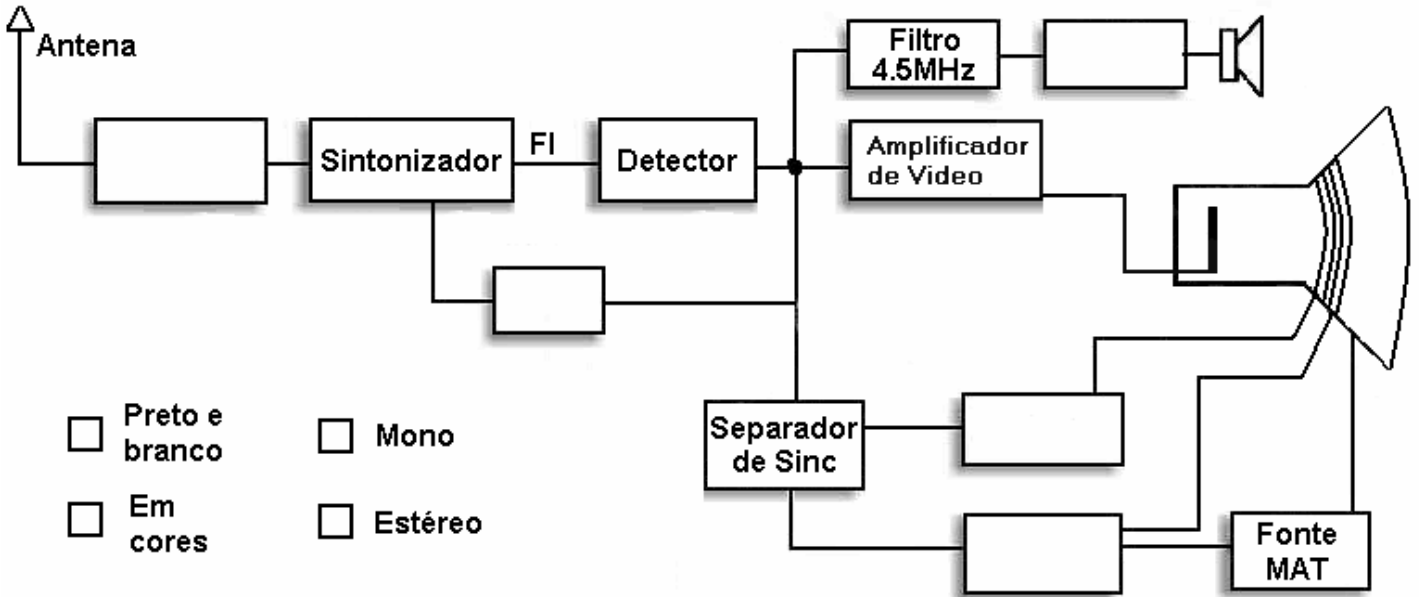 Antena
Filtro
4.5MHz
Sintonizador
FI
Detector
Amplificador
de Video
Preto e
branco
Mono
Em
cores
Estéreo
Separador
de Sinc
Fonte
MAT